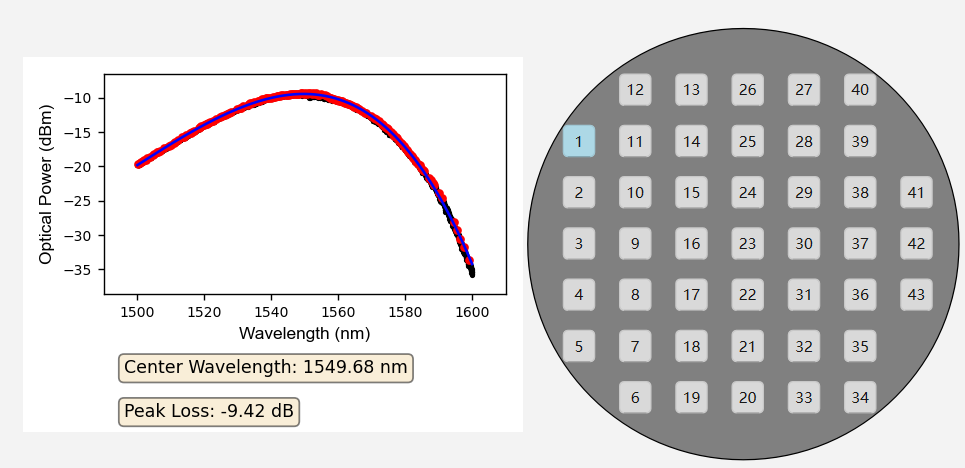 Optical Power (dBm)
−10
−15
−20
−25
−30
−35
1500 1520 1540 1560 1580 1600
Wavelength (nm)
Center Wavelength: 1549.68 nm
Peak Loss: -9.42 dB
12 13 26 27 40
1 11 14 25 28 39
2 10 15 24 29 38 41
3 9 16 23 30 37 42
4 8 17 22 31 36 43
5 7 18 21 32 35
6 19 20 33 34